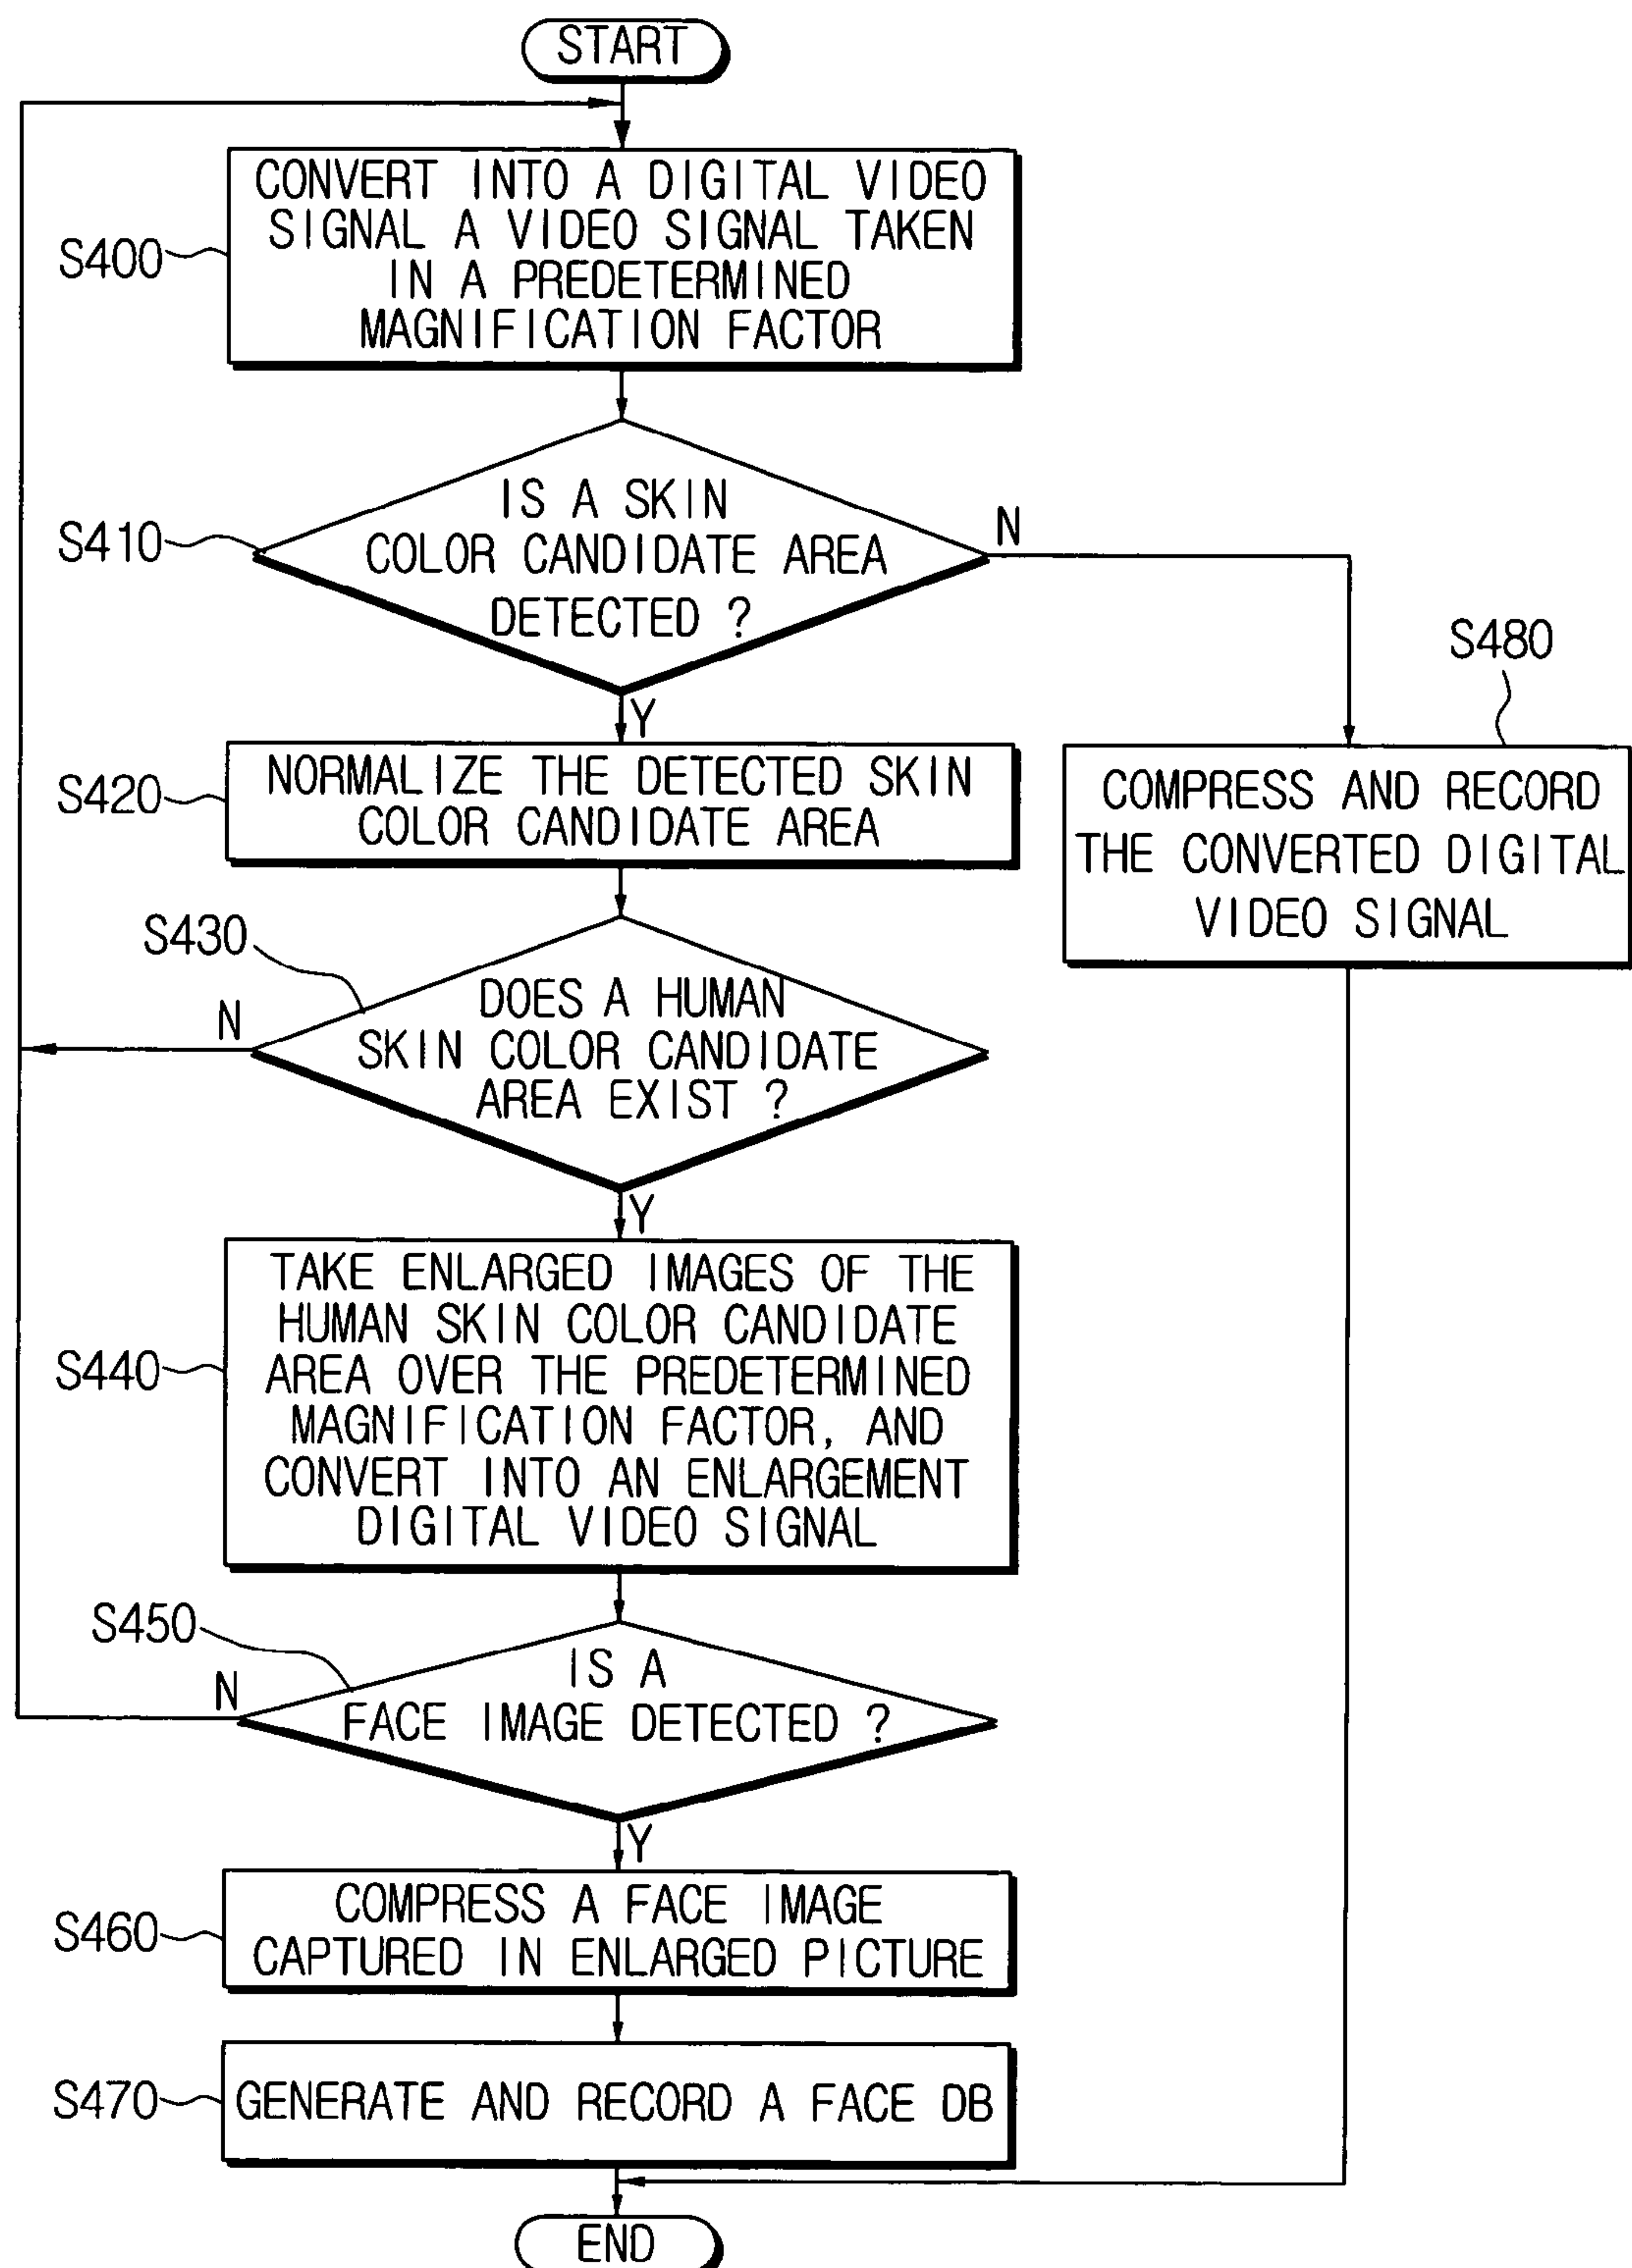 START
CONVERT INTO A DIGITAL VIDEO
SIGNAL A VIDEO SIGNAL TAKEN
IN A PREDETERMINED
MAGNIFICATION FACTOR
S400
IS A SKIN
COLOR CANDIDATE AREA
DETECTED ?
S410
N
Y
S480
COMPRESS AND RECORD
THE CONVERTED DIGITAL
VIDEO SIGNAL
NORMALIZE THE DETECTED SKIN
COLOR CANDIDATE AREA
S420
S430
DOES A HUMAN
SKIN COLOR CANDIDATE
AREA EXIST ?
N
Y
TAKE ENLARGED IMAGES OF THE
HUMAN SKIN COLOR CANDIDATE
AREA OVER THE PREDETERMINED
MAGNIFICATION FACTOR, AND
CONVERT INTO AN ENLARGEMENT
DIGITAL VIDEO SIGNAL
S440
S450
IS A
FACE IMAGE DETECTED ?
N
Y
COMPRESS A FACE IMAGE
CAPTURED IN ENLARGED PICTURE
S460
S470
GENERATE AND RECORD A FACE DB
END